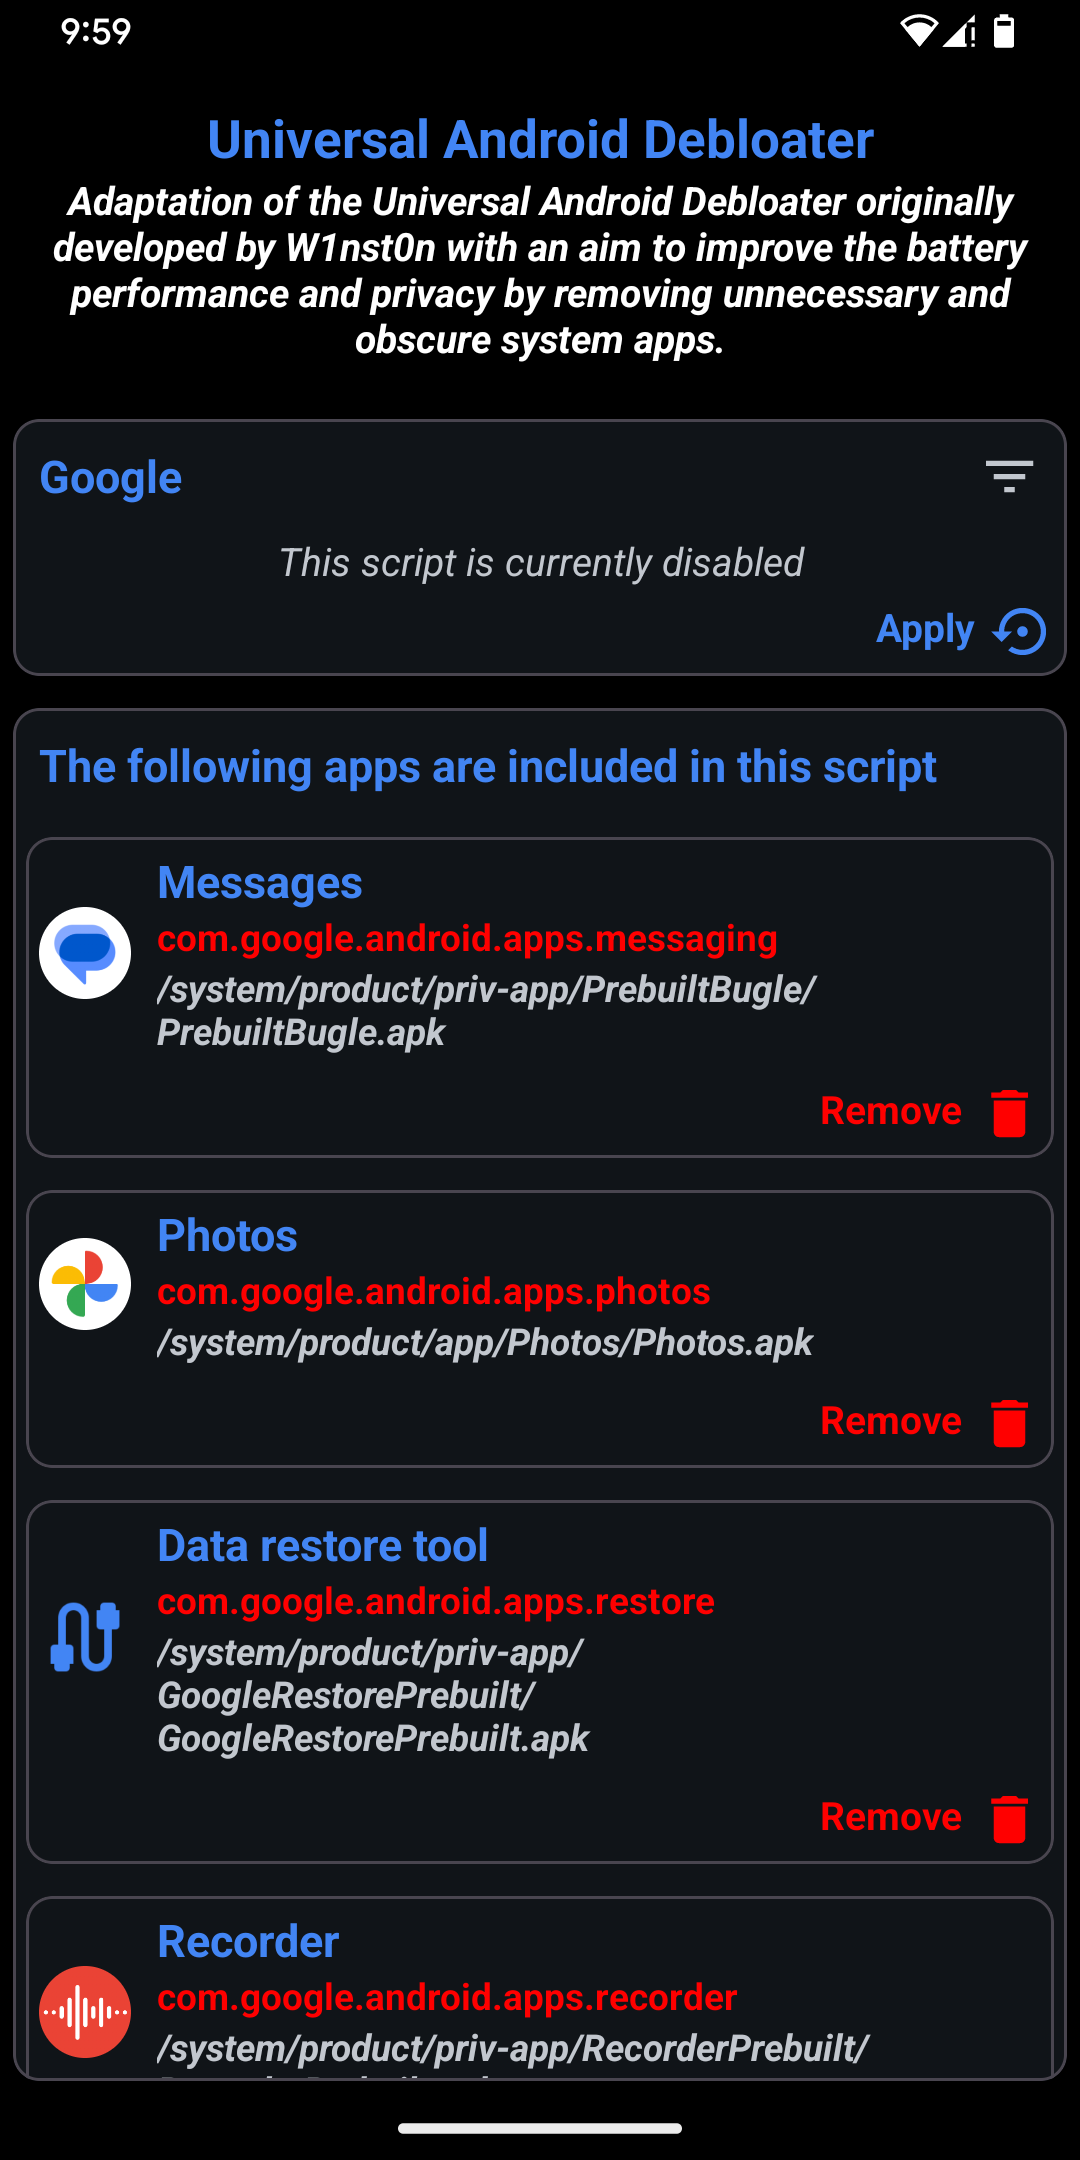 9:59
Universal Android Debloater
Adaptation of the Universal Android Debloater originally
developed by W1nst0n with an aim to improve the battery
performance and privacy by removing unnecessary and
obscure system apps.
Google
This script is currently disabled
Apply
The following apps are included in this script
Messages
com.google.android.apps.messaging
/system/product/priv-app/PrebuiltBugle/
PrebuiltBugle.apk
Remove
Photos
com.google.android.apps.photos
/system/product/app/Photos/Photos.apk
Remove
Data restore tool
com.google.android.apps.restore
/system/product/priv-app/
GoogleRestorePrebuilt/
GoogleRestorePrebuilt.apk
Remove
Recorder
com.google.android.apps.recorder
/system/product/priv-app/RecorderPrebuilt/